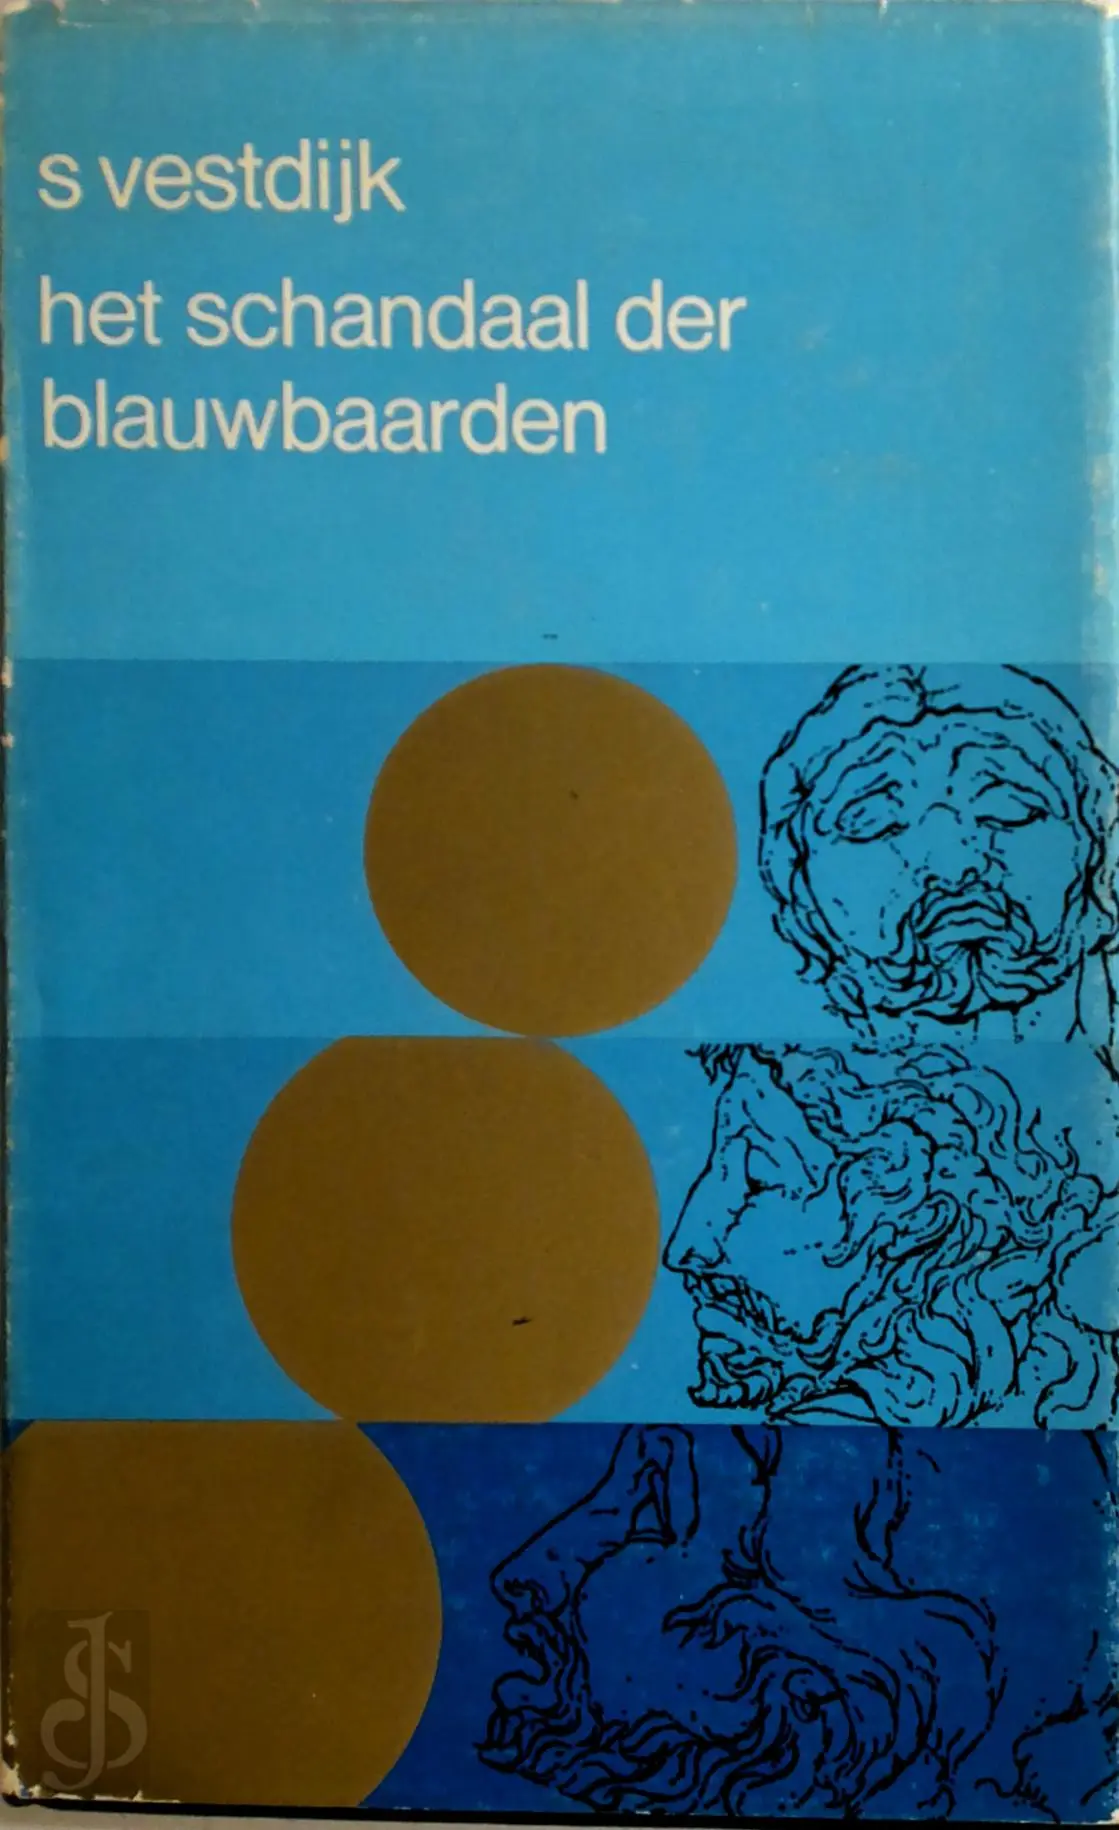 s vestdijk
het schandaal der
blauwbaarden